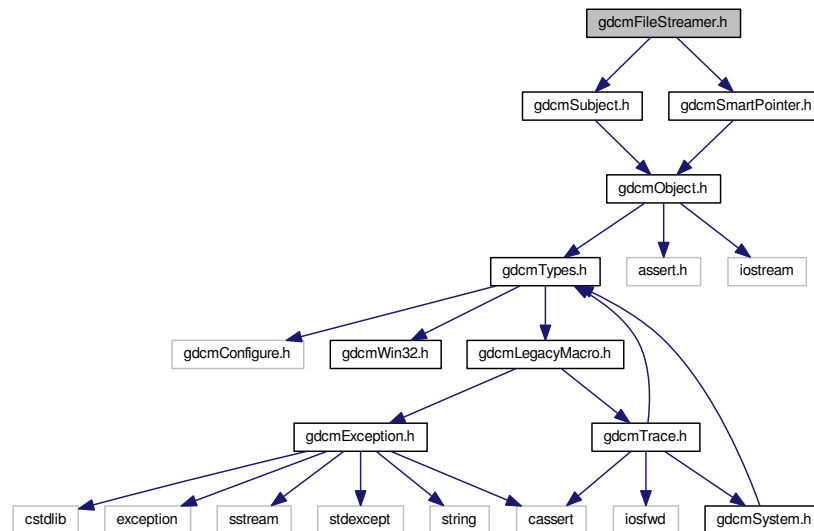 gdcmFileStreamer.h
gdcmSubject.h
gdcmSmartPointer.h
gdcmObject.h
gdcmTypes.h
assert.h
iostream
gdcmConfigure.h
gdcmWin32.h
gdcmLegacyMacro.h
gdcmException.h
gdcmTrace.h
cstdlib
exception
sstream
stdexcept
string
cassert
iosfwd
gdcmSystem.h